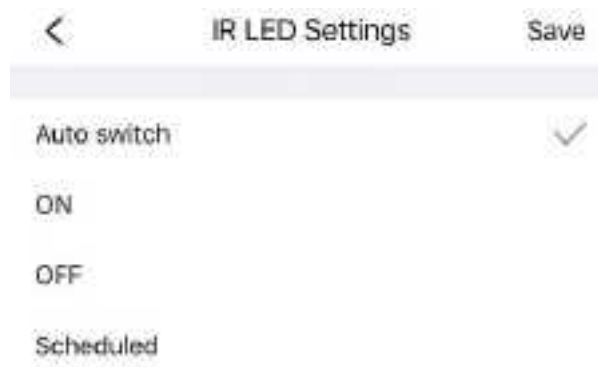 IR LED Settings Save
Auto switch
ON
OFF
Scheduled